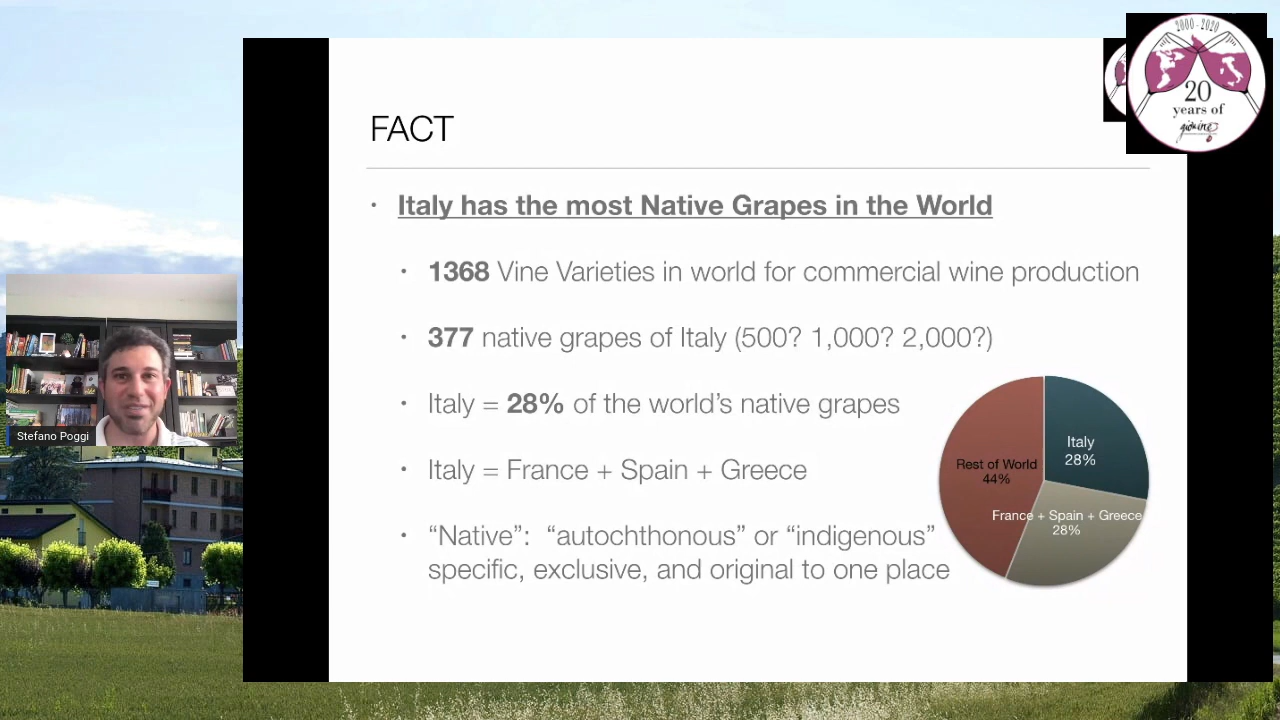 2000-2020
20
years of
FACT
• Italy has the most Native Grapes in the World
• 1368 Vine Varieties in world for commercial wine production
• 377 native grapes of Italy (500? 1,000? 2,000?)
• Italy = 28% of the world’s native grapes
• Italy = France + Spain + Greece
• “Native”: “autochthonous” or “indigenous”
specific, exclusive, and original to one place
Italy
28%
Rest of World
44%
France + Spain + Greece
28%
Stefano Poggi